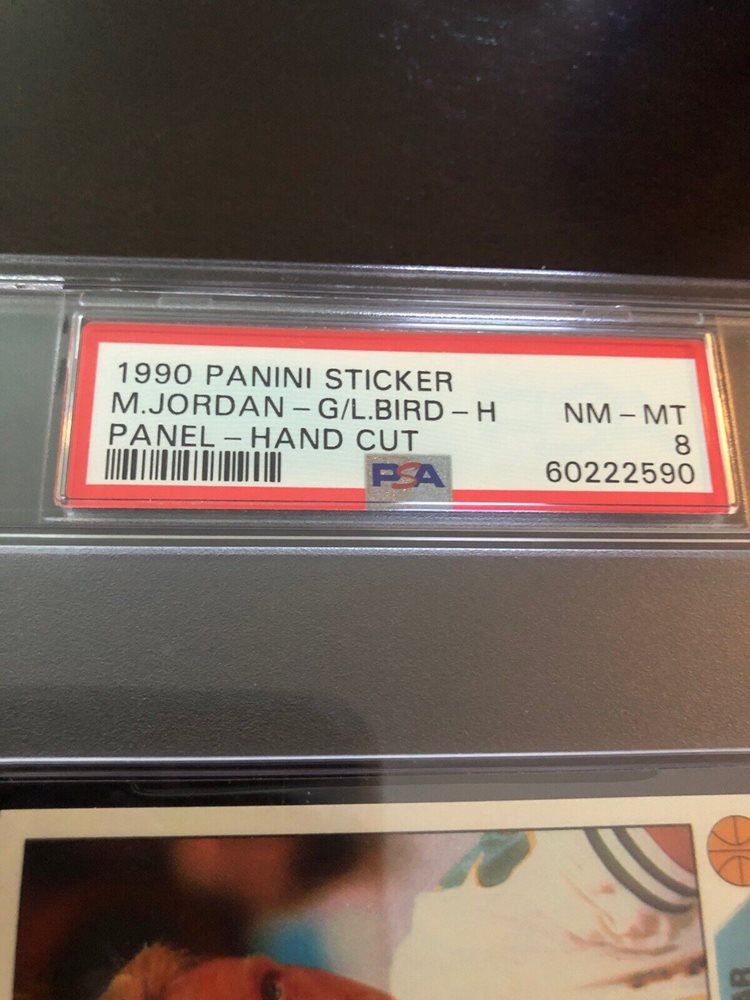 1990 PANINI STICKER
M.JORDAN – G/L.BIRD – H NM – MT
PANEL – HAND CUT 8
PSA 60222590